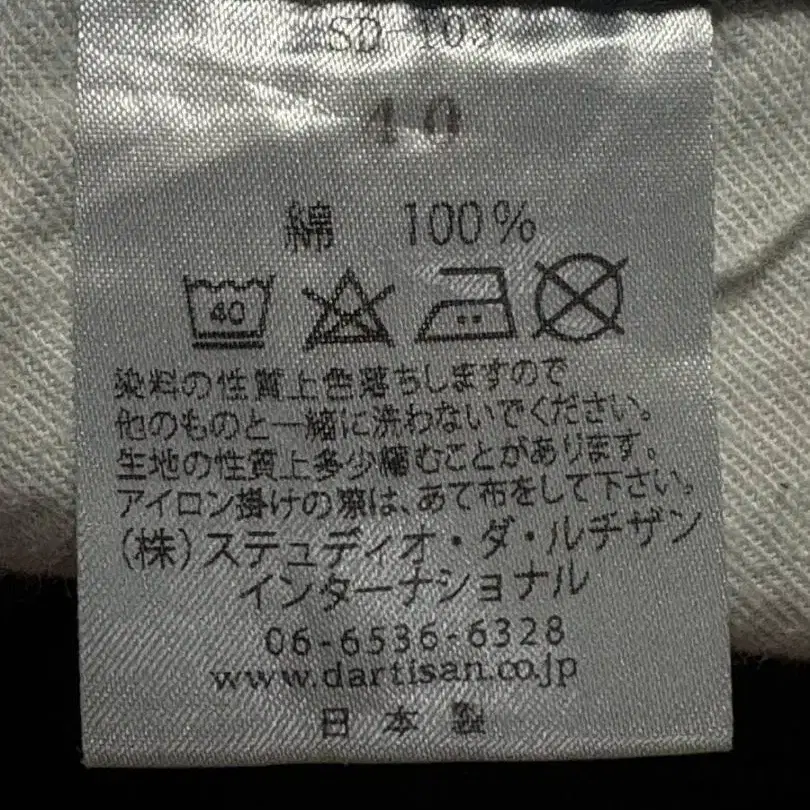 SD-103
40
綿 100%
40
染料の性質上色落ちしますので
他のものと一緒に洗わないでください。
生地の性質上多少縮むことがあります。
アイロン掛けの際は、あて布をして下さい。
(株)ステュディオ・ダ・ルチザン
インターナショナル
06-6536-6328
www.dartisan.co.jp
日本製